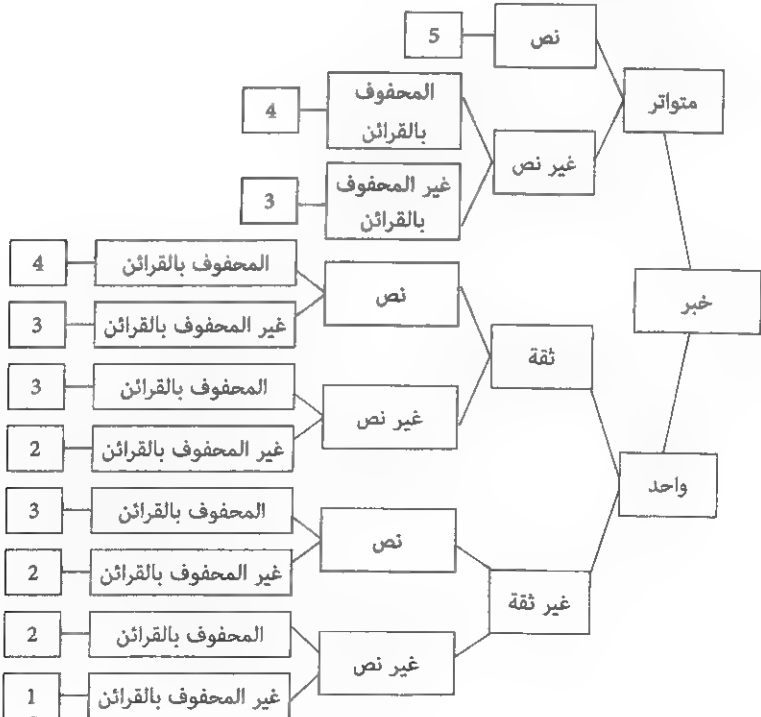 نص
5
متواتر
المحفوف
بالقرائن
4
غير نص
غير المحفوف
بالقرائن
3
المحفوف بالقرائن
4
نص
خبر
غير المحفوف بالقرائن
3
ثقة
المحفوف بالقرائن
3
غير نص
غير المحفوف بالقرائن
2
واحد
المحفوف بالقرائن
3
نص
غير المحفوف بالقرائن
2
غير ثقة
المحفوف بالقرائن
2
غير نص
غير المحفوف بالقرائن
1